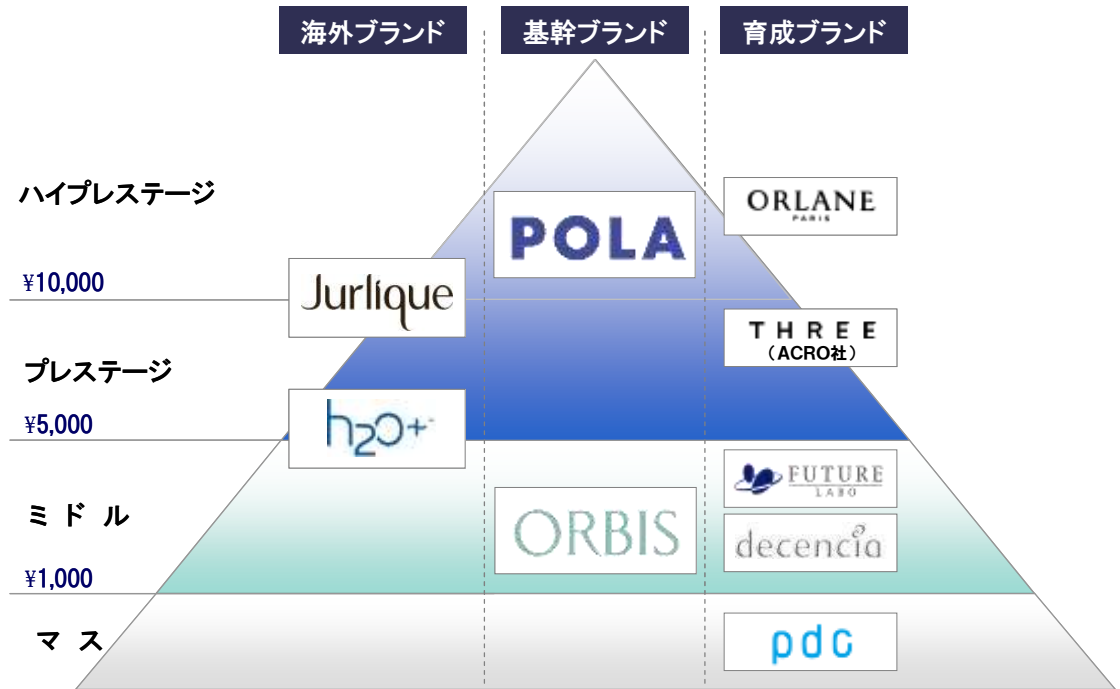 海外ブランド
基幹ブランド
育成ブランド
ハイプレステージ
POLA
ORLANE
PARIS
¥10,000
Jurlique
THREE
(ACRO社)
プレステージ
¥5,000
h2o+
FUTURE
LABO
ミドル
ORBIS
decencia
¥1,000
マス
pdc